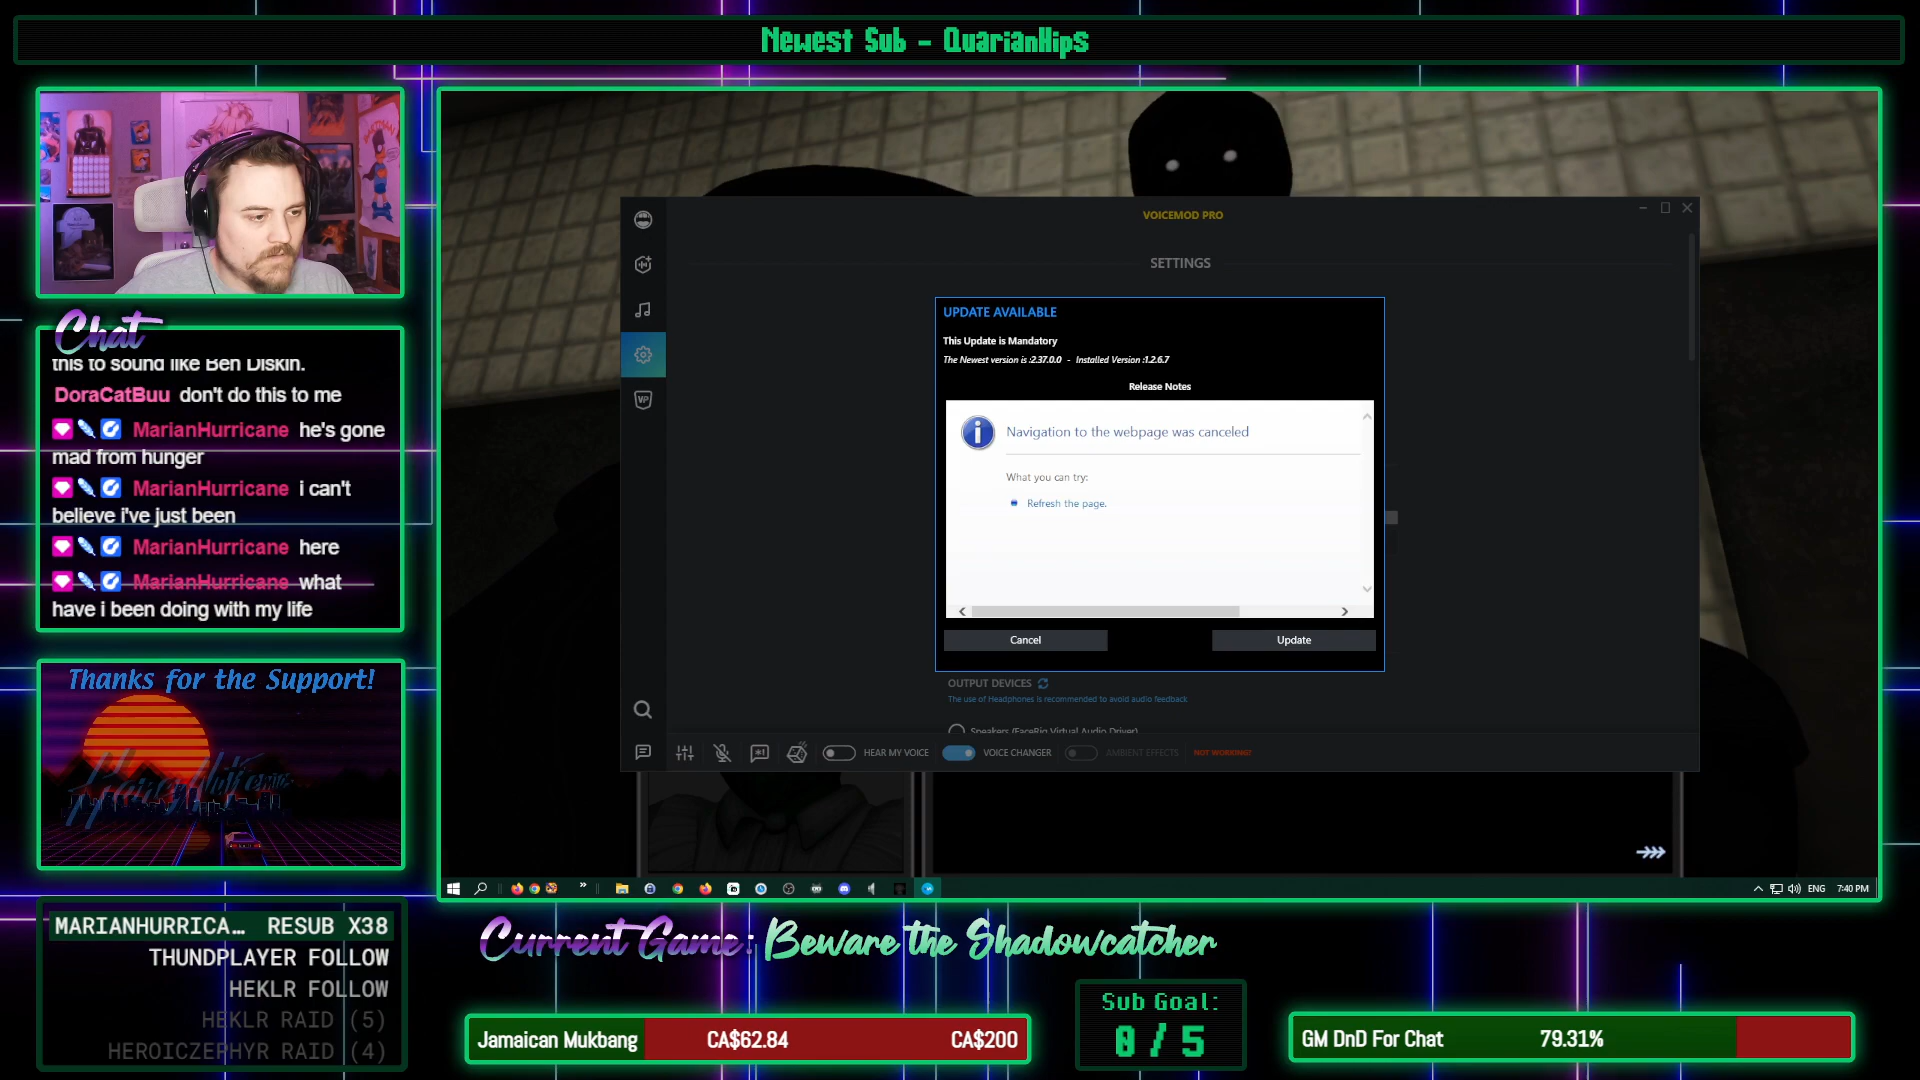 Newest Sub - QuarianHips
Chat
this to sound like Ben Diskin.
DoraCatBuu don't do this to me
MarianHurricane he's gone
mad from hunger
MarianHurricane i can't
believe i've just been
MarianHurricane here
MarianHurricane what
have i been doing with my life
Thanks for the Support!
MARIANHURRICA... RESUB X38
THUNDPLAYER FOLLOW
HEKLR FOLLOW
HEKLR RAID (5)
HEROICZEPHYR RAID (4)
VOICEMOD PRO
SETTINGS
UPDATE AVAILABLE
This Update is Mandatory
The Newest version is :2.37.0.0 - Installed Version :1.2.6.7
Release Notes
Navigation to the webpage was canceled
What you can try:
Refresh the page.
Cancel
Update
OUTPUT DEVICES
The use of Headphones is recommended to avoid audio feedback
Speakers (FaceRig Virtual Audio Driver)
HEAR MY VOICE
VOICE CHANGER
AMBIENT EFFECTS
NOT WORKING!
VP
ENG
7:40 PM
Current Game: Beware the Shadowcatcher
Jamaican Mukbang CA$62.84 CA$200
Sub Goal:
0 / 5
GM DnD For Chat 79.31%